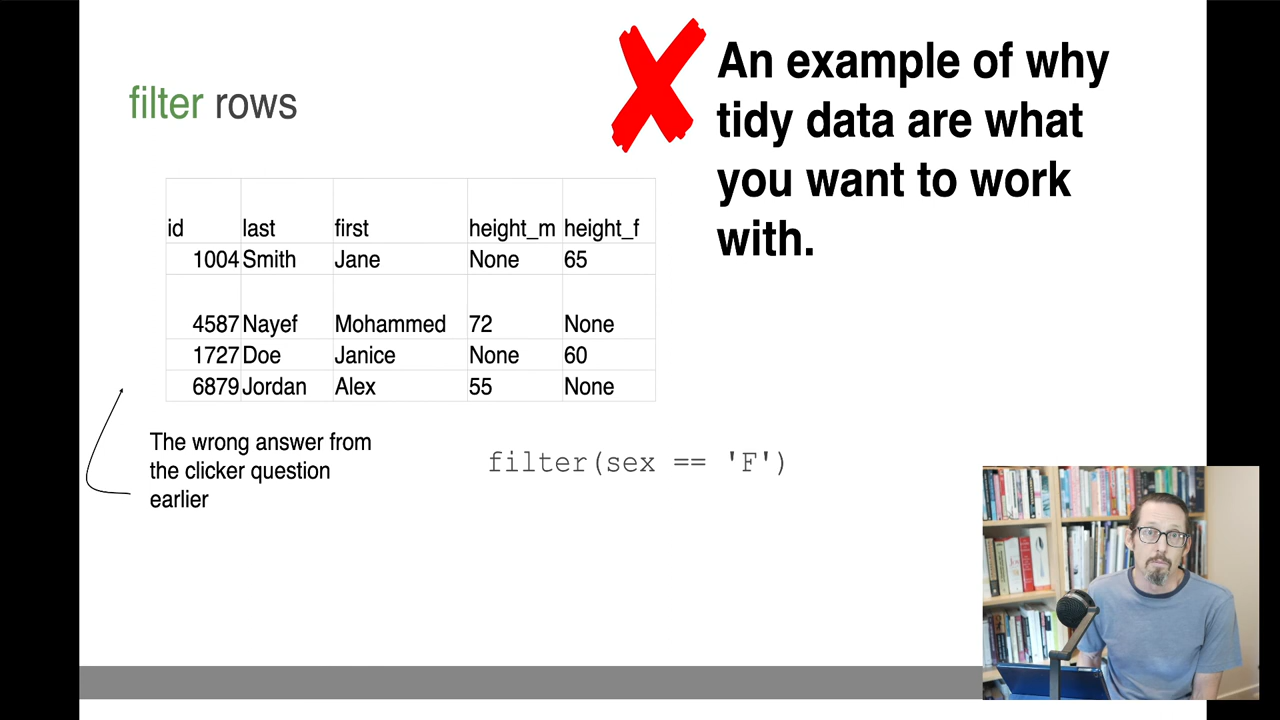 filter rows
An example of why
tidy data are what
you want to work
with.
id last first height_m height_f
1004 Smith Jane None 65
4587 Nayef Mohammed 72 None
1727 Doe Janice None 60
6879 Jordan Alex 55 None
The wrong answer from
the clicker question
earlier
filter(sex == 'F')